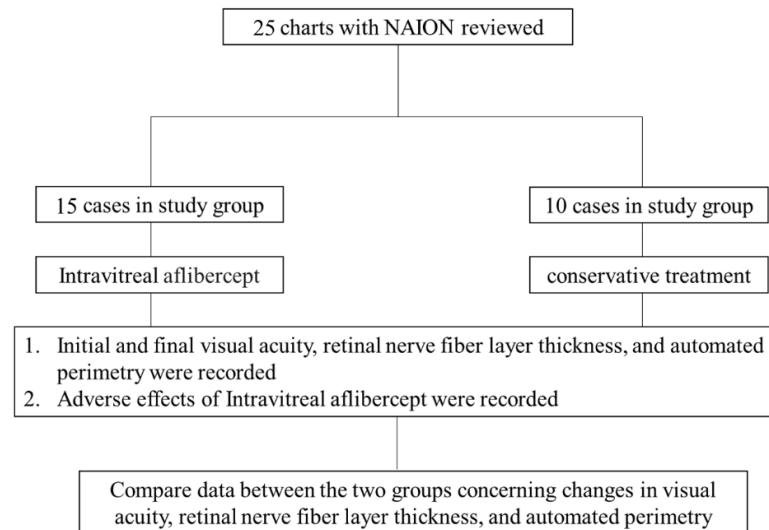 25 charts with NAION reviewed
15 cases in study group
10 cases in study group
Intravitreal aflibercept
conservative treatment
1. Initial and final visual acuity, retinal nerve fiber layer thickness, and automated
perimetry were recorded
2. Adverse effects of Intravitreal aflibercept were recorded
Compare data between the two groups concerning changes in visual
acuity, retinal nerve fiber layer thickness, and automated perimetry